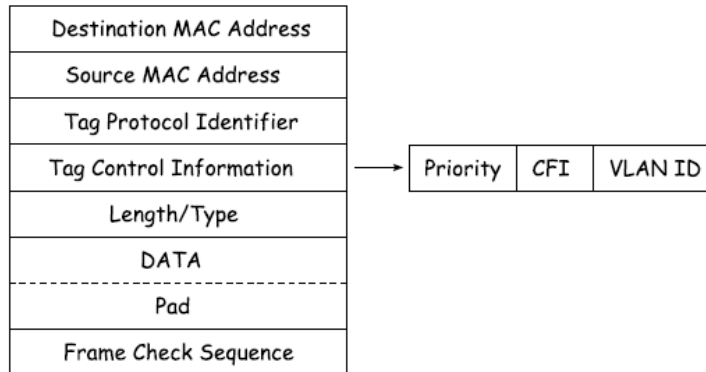 Destination MAC Address
Source MAC Address
Tag Protocol Identifier
Tag Control Information
Priority CFI VLAN ID
Length/Type
DATA
Pad
Frame Check Sequence